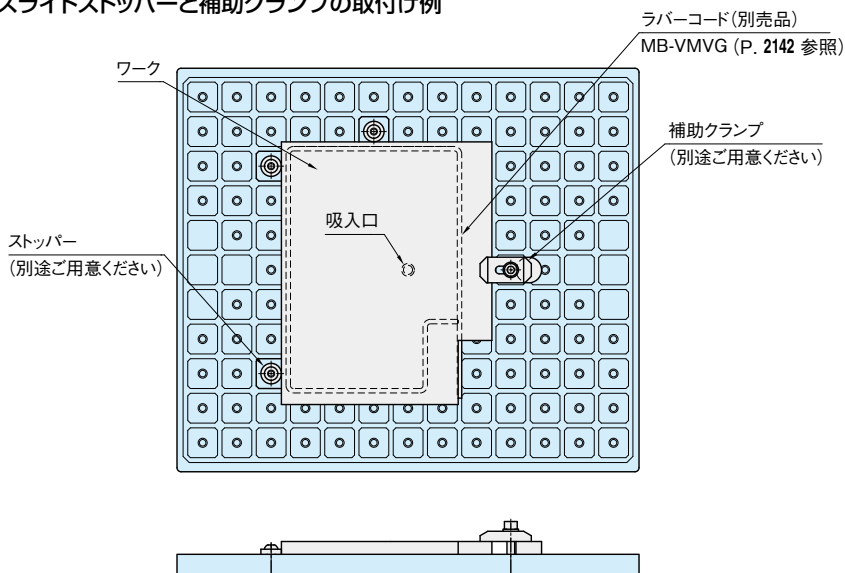 スライドストッパーと補助クランプの取付け例
ラバーコード(別売品)
MB-VMVG(P. 2142 参照)
ワーク
補助クランプ
(別途ご用意ください)
吸入口
ストッパー
(別途ご用意ください)